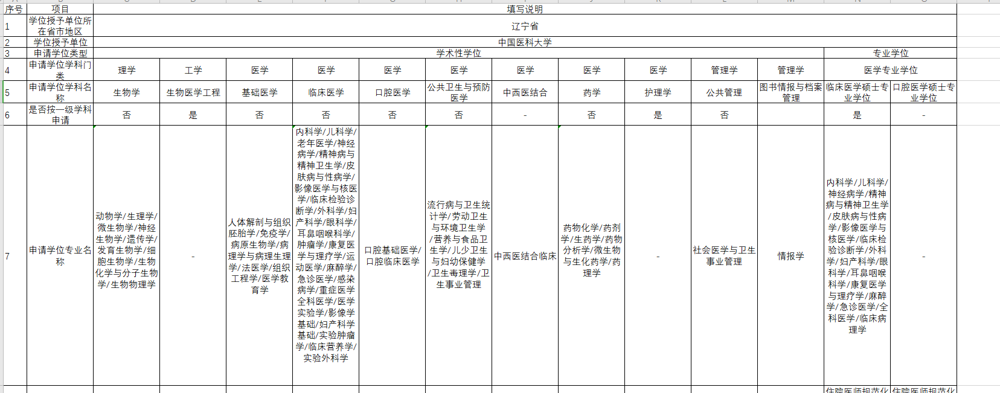 序号 项目 填写说明
1 学位授予单位所在省市地区 辽宁省
2 学位授予单位 中国医科大学
3 申请学位类型 学术性学位 专业学位
4 申请学位学科门类 理学 工学 医学 医学 医学 医学 医学 医学 医学 管理学 管理学 医学专业学位
5 申请学位学科名称 生物学 生物医学工程 基础医学 临床医学 口腔医学 公共卫生与预防医学 中西医结合 药学 护理学 公共管理 图书情报与档案管理 临床医学硕士专业学位 口腔医学硕士专业学位
6 是否按一级学科申请 否 是 否 否 否 否 - 否 是 否 是 -
7 申请学位专业名称
动物学/生理学/
微生物学/神经
生物学/遗传学/
发育生物学/细
胞生物学/生物
化学与分子生物
学/生物物理学
-
人体解剖与组织
胚胎学/免疫学/
病原生物学/病
理学与病理生理
学/法医学/组织
工程学/医学教
育学
内科学/儿科学/
老年医学/神经
病学/精神病与
精神卫生学/皮
肤病与性病学/
影像医学与核医
学/临床检验诊
断学/外科学/妇
产科学/眼科学/
耳鼻咽喉科学/
肿瘤学/康复医
学与理疗学/运
动医学/麻醉学/
急诊医学/感染
病学/重症医学
全科医学/医学
实验学/影像学
基础/妇产科学
基础/实验肿瘤
学/临床营养学/
实验外科学
口腔基础医学/
口腔临床医学
流行病与卫生统
计学/劳动卫生
与环境卫生学
/营养与食品卫
生学/儿少卫生
与妇幼保健学
/卫生毒理学/卫
生事业管理
中西医结合临床
药物化学/药剂
学/生药学/药物
分析学/微生物
与生化药学/药
理学
-
社会医学与卫生
事业管理
情报学
内科学/儿科学/
神经病学/精神
病与精神卫生学
/皮肤病与性病
学/影像医学与
核医学/临床检
验诊断学/外科
学/妇产科学/眼
科学/耳鼻咽喉
科学/康复医学
与理疗学/麻醉
学/急诊医学/全
科医学/临床病
理学
-
住院医师规范化 住院医师规范化